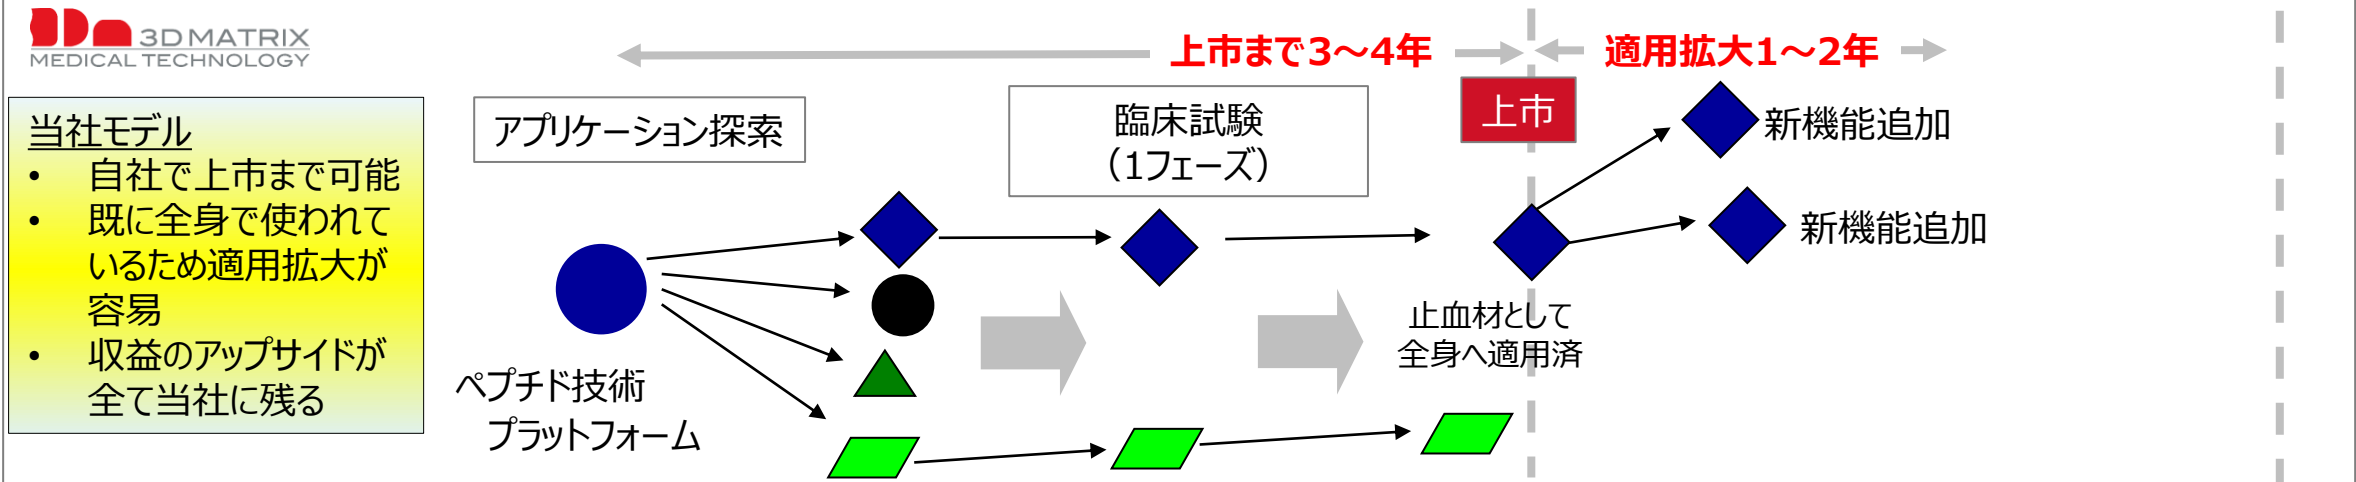 3D MATRIX
MEDICAL TECHNOLOGY
上市まで3～4年
適用拡大1～2年
当社モデル
• 自社で上市まで可能
• 既に全身で使われて
いるため適用拡大が
容易
• 収益のアップサイドが
全て当社に残る
アプリケーション探索
臨床試験
（1フェーズ）
上市
新機能追加
新機能追加
止血材として
全身へ適用済
ペプチド技術
プラットフォーム